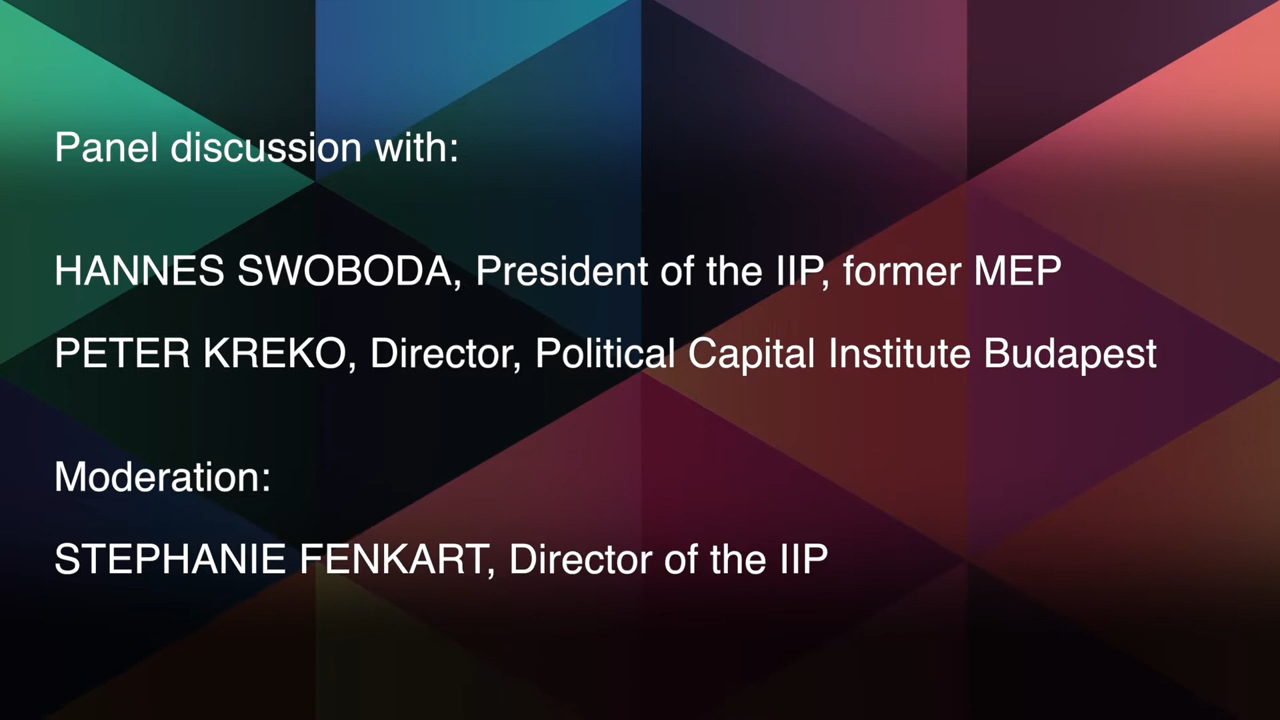 Panel discussion with:
HANNES SWOBODA, President of the IIP, former MEP
PETER KREKO, Director, Political Capital Institute Budapest
Moderation:
STEPHANIE FENKART, Director of the IIP